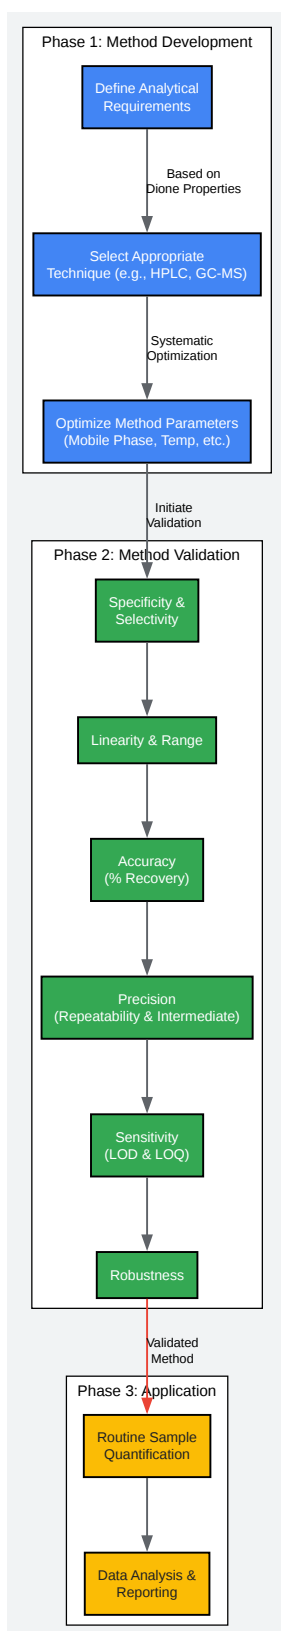 Phase 1: Method Development
Define Analytical
Requirements
Based on
Dione Properties
Select Appropriate
Technique (e.g., HPLC, GC-MS)
Systematic
Optimization
Optimize Method Parameters
(Mobile Phase, Temp, etc.)
Initiate
Validation
Phase 2: Method Validation
Specificity &
Selectivity
Linearity & Range
Accuracy
(% Recovery)
Precision
(Repeatability & Intermediate)
Sensitivity
(LOD & LOQ)
Robustness
Validated
Method
Phase 3: Application
Routine Sample
Quantification
Data Analysis &
Reporting